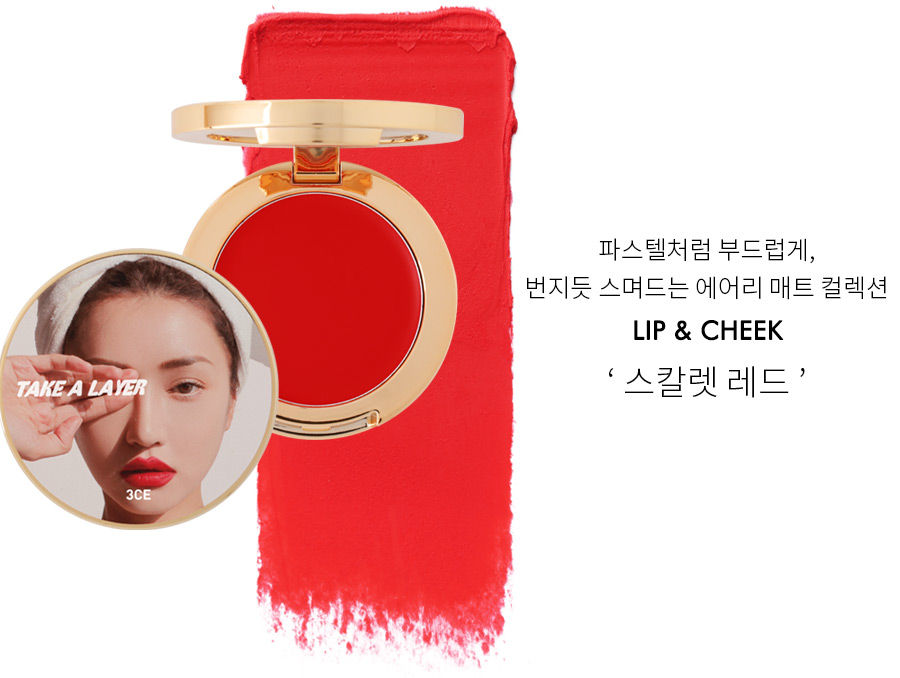 TAKE A LAYER
3CE
파스텔처럼 부드럽게,
번지듯 스며드는 에어리 매트 컬렉션
LIP & CHEEK
‘ 스칼렛 레드 ’